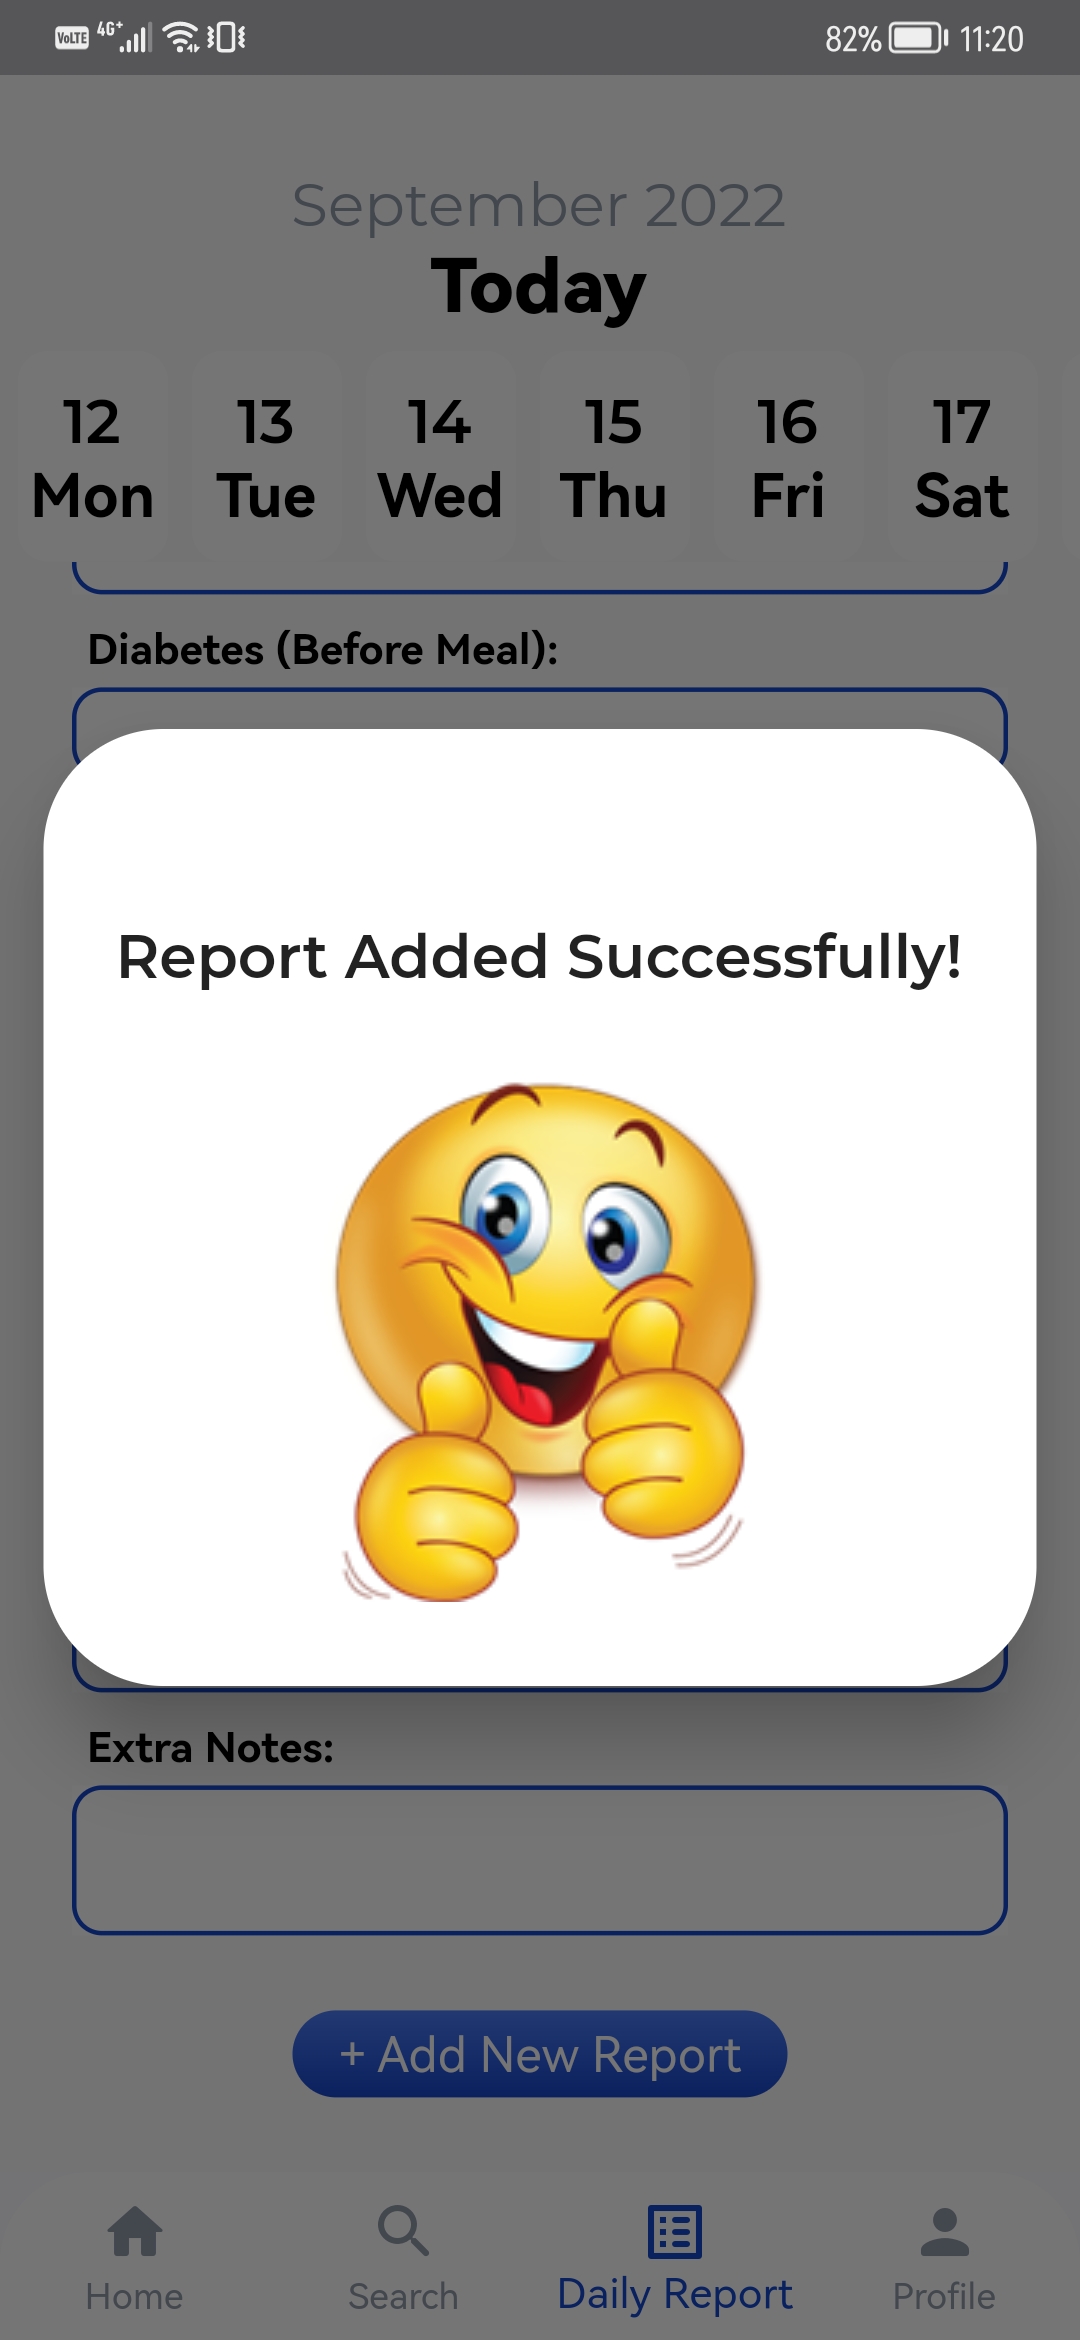 VoLTE 4G+ 82% 11:20
September 2022
Today
12 13 14 15 16 17
Mon Tue Wed Thu Fri Sat
Diabetes (Before Meal):
Report Added Successfully!
Extra Notes:
+ Add New Report
Home Search Daily Report Profile